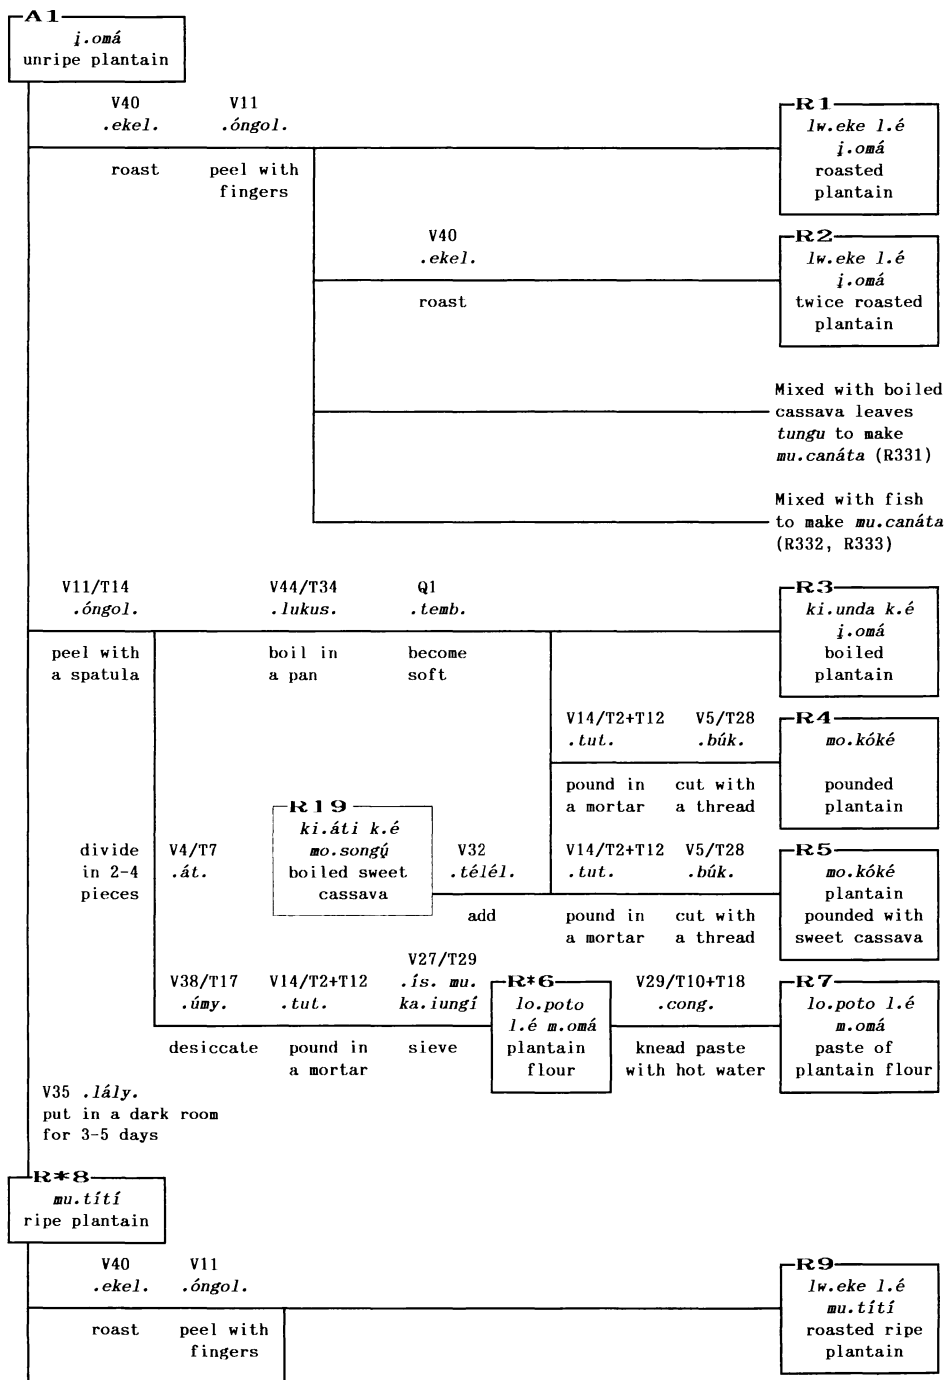 A1
į.omá
unripe plantain
V40
.ekel.
roast
V11
.óngol.
peel with
fingers
R1
lw.eke l.é
į.omá
roasted
plantain
V40
.ekel.
roast
R2
lw.eke l.é
į.omá
twice roasted
plantain
Mixed with boiled
cassava leaves
tungu to make
mu.canáta (R331)
Mixed with fish
to make mu.canáta
(R332, R333)
V11/T14
.óngol.
peel with
a spatula
V44/T34
.lukus.
boil in
a pan
Q1
.temb.
become
soft
R3
ki.unda k.é
į.omá
boiled
plantain
V14/T2+T12
.tut.
pound in
a mortar
V5/T28
.búk.
cut with
a thread
R4
mo.kóké
pounded
plantain
divide
in 2-4
pieces
V4/T7
.át.
R19
ki.áti k.é
mo.songų́
boiled sweet
cassava
V32
.télél.
add
V14/T2+T12
.tut.
pound in
a mortar
V5/T28
.búk.
cut with
a thread
R5
mo.kóké
plantain
pounded with
sweet cassava
V38/T17
.úmy.
desiccate
V14/T2+T12
.tut.
pound in
a mortar
V27/T29
.ís. mu.
ka.iungí
sieve
R*6
lo.poto
l.é m.omá
plantain
flour
V29/T10+T18
.cong.
knead paste
with hot water
R7
lo.poto l.é
m.omá
paste of
plantain flour
V35 .lály.
put in a dark room
for 3-5 days
R*8
mu.títí
ripe plantain
V40
.ekel.
roast
V11
.óngol.
peel with
fingers
R9
lw.eke l.é
mu.títí
roasted ripe
plantain